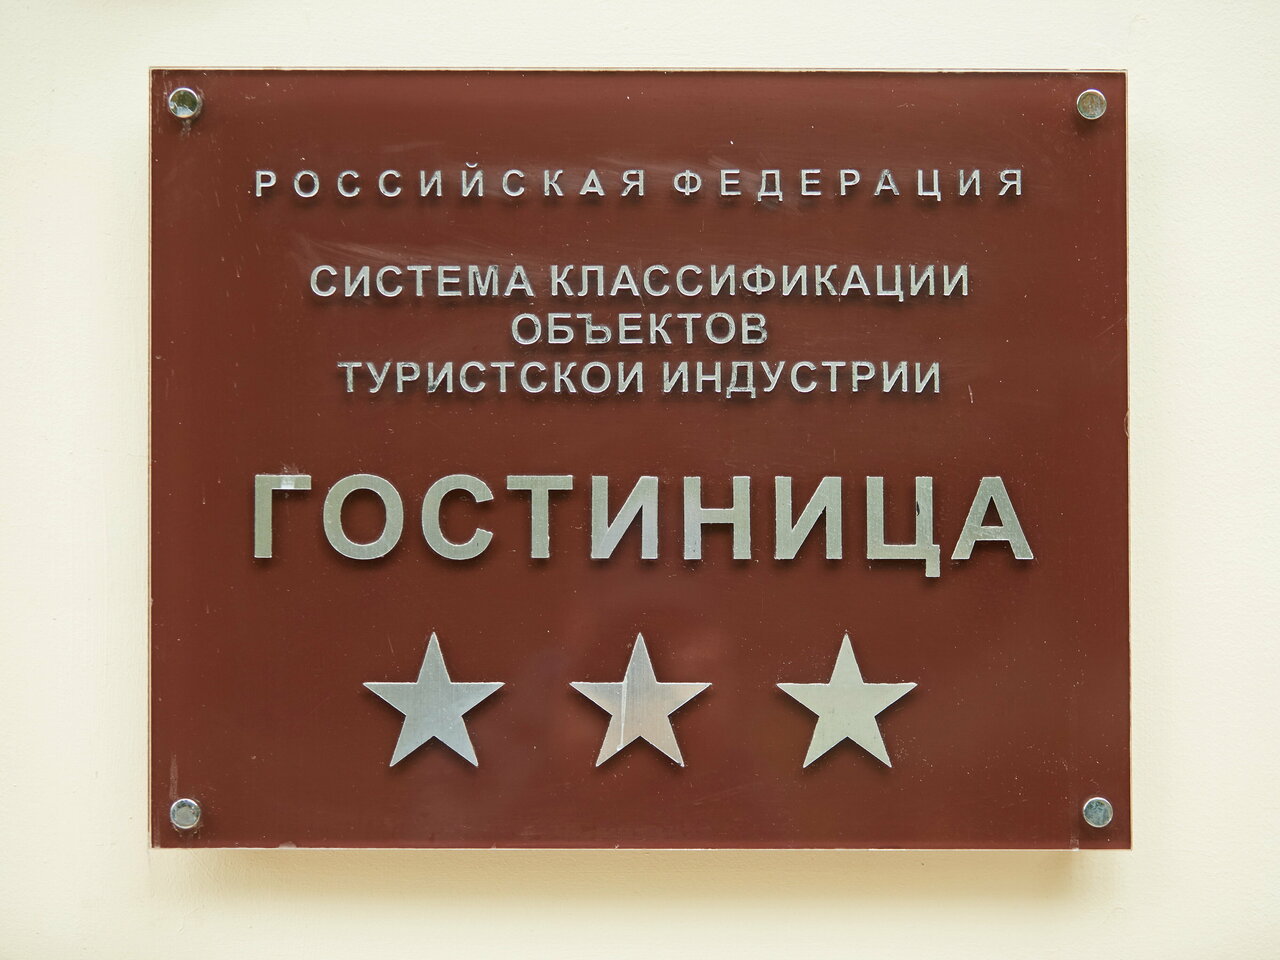 РОССИЙСКАЯ ФЕДЕРАЦИЯ
СИСТЕМА КЛАССИФИКАЦИИ
ОБЪЕКТОВ
ТУРИСТСКОИ ИНДУСТРИИ
ГОСТИНИЦА